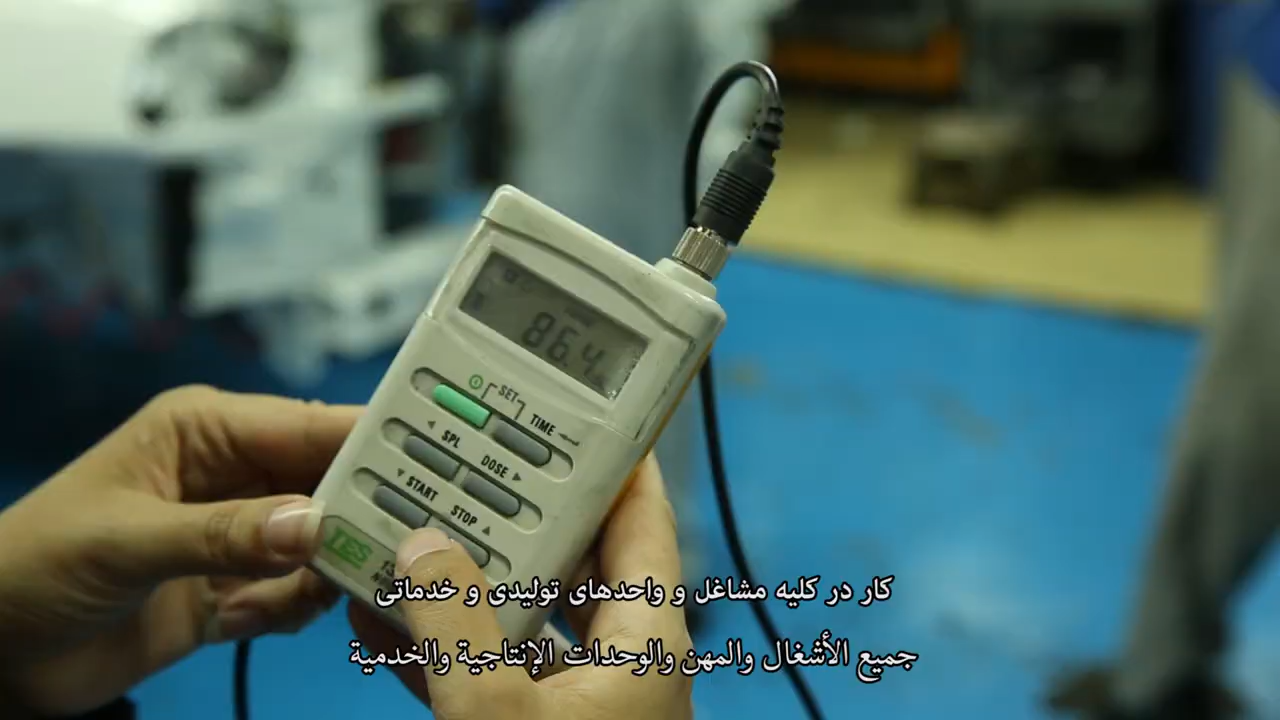 86.4
SET
TIME
SPL
DOSE
START
STOP
TES
کار در کلیه مشاغل و واحدهای تولیدی و خدماتی
جميع الأشغال والمهن والوحدات الإنتاجية والخدمية